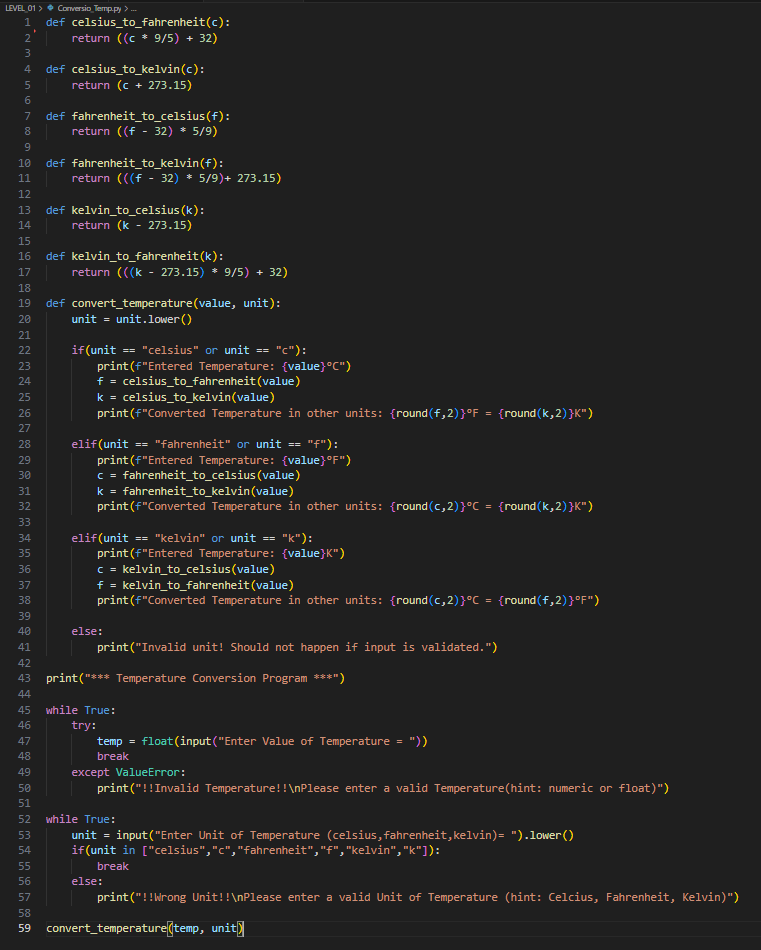 LEVEL_01 > Conversio_Temp.py > ...
1 def celsius_to_fahrenheit(c):
2     return ((c * 9/5) + 32)
3
4 def celsius_to_kelvin(c):
5     return (c + 273.15)
6
7 def fahrenheit_to_celsius(f):
8     return ((f - 32) * 5/9)
9
10 def fahrenheit_to_kelvin(f):
11     return (((f - 32) * 5/9)+ 273.15)
12
13 def kelvin_to_celsius(k):
14     return (k - 273.15)
15
16 def kelvin_to_fahrenheit(k):
17     return (((k - 273.15) * 9/5) + 32)
18
19 def convert_temperature(value, unit):
20     unit = unit.lower()
21
22     if(unit == "celsius" or unit == "c"):
23         print(f"Entered Temperature: {value}°C")
24         f = celsius_to_fahrenheit(value)
25         k = celsius_to_kelvin(value)
26         print(f"Converted Temperature in other units: {round(f,2)}°F = {round(k,2)}K")
27
28     elif(unit == "fahrenheit" or unit == "f"):
29         print(f"Entered Temperature: {value}°F")
30         c = fahrenheit_to_celsius(value)
31         k = fahrenheit_to_kelvin(value)
32         print(f"Converted Temperature in other units: {round(c,2)}°C = {round(k,2)}K")
33
34     elif(unit == "kelvin" or unit == "k"):
35         print(f"Entered Temperature: {value}K")
36         c = kelvin_to_celsius(value)
37         f = kelvin_to_fahrenheit(value)
38         print(f"Converted Temperature in other units: {round(c,2)}°C = {round(f,2)}°F")
39
40     else:
41         print("Invalid unit! Should not happen if input is validated.")
42
43 print("*** Temperature Conversion Program ***")
44
45 while True:
46     try:
47         temp = float(input("Enter Value of Temperature = "))
48         break
49     except ValueError:
50         print("!!Invalid Temperature!!\nPlease enter a valid Temperature(hint: numeric or float)")
51
52 while True:
53     unit = input("Enter Unit of Temperature (celsius,fahrenheit,kelvin)= ").lower()
54     if(unit in ["celsius","c","fahrenheit","f","kelvin","k"]):
55         break
56     else:
57         print("!!Wrong Unit!!\nPlease enter a valid Unit of Temperature (hint: Celcius, Fahrenheit, Kelvin)")
58
59 convert_temperature(temp, unit)